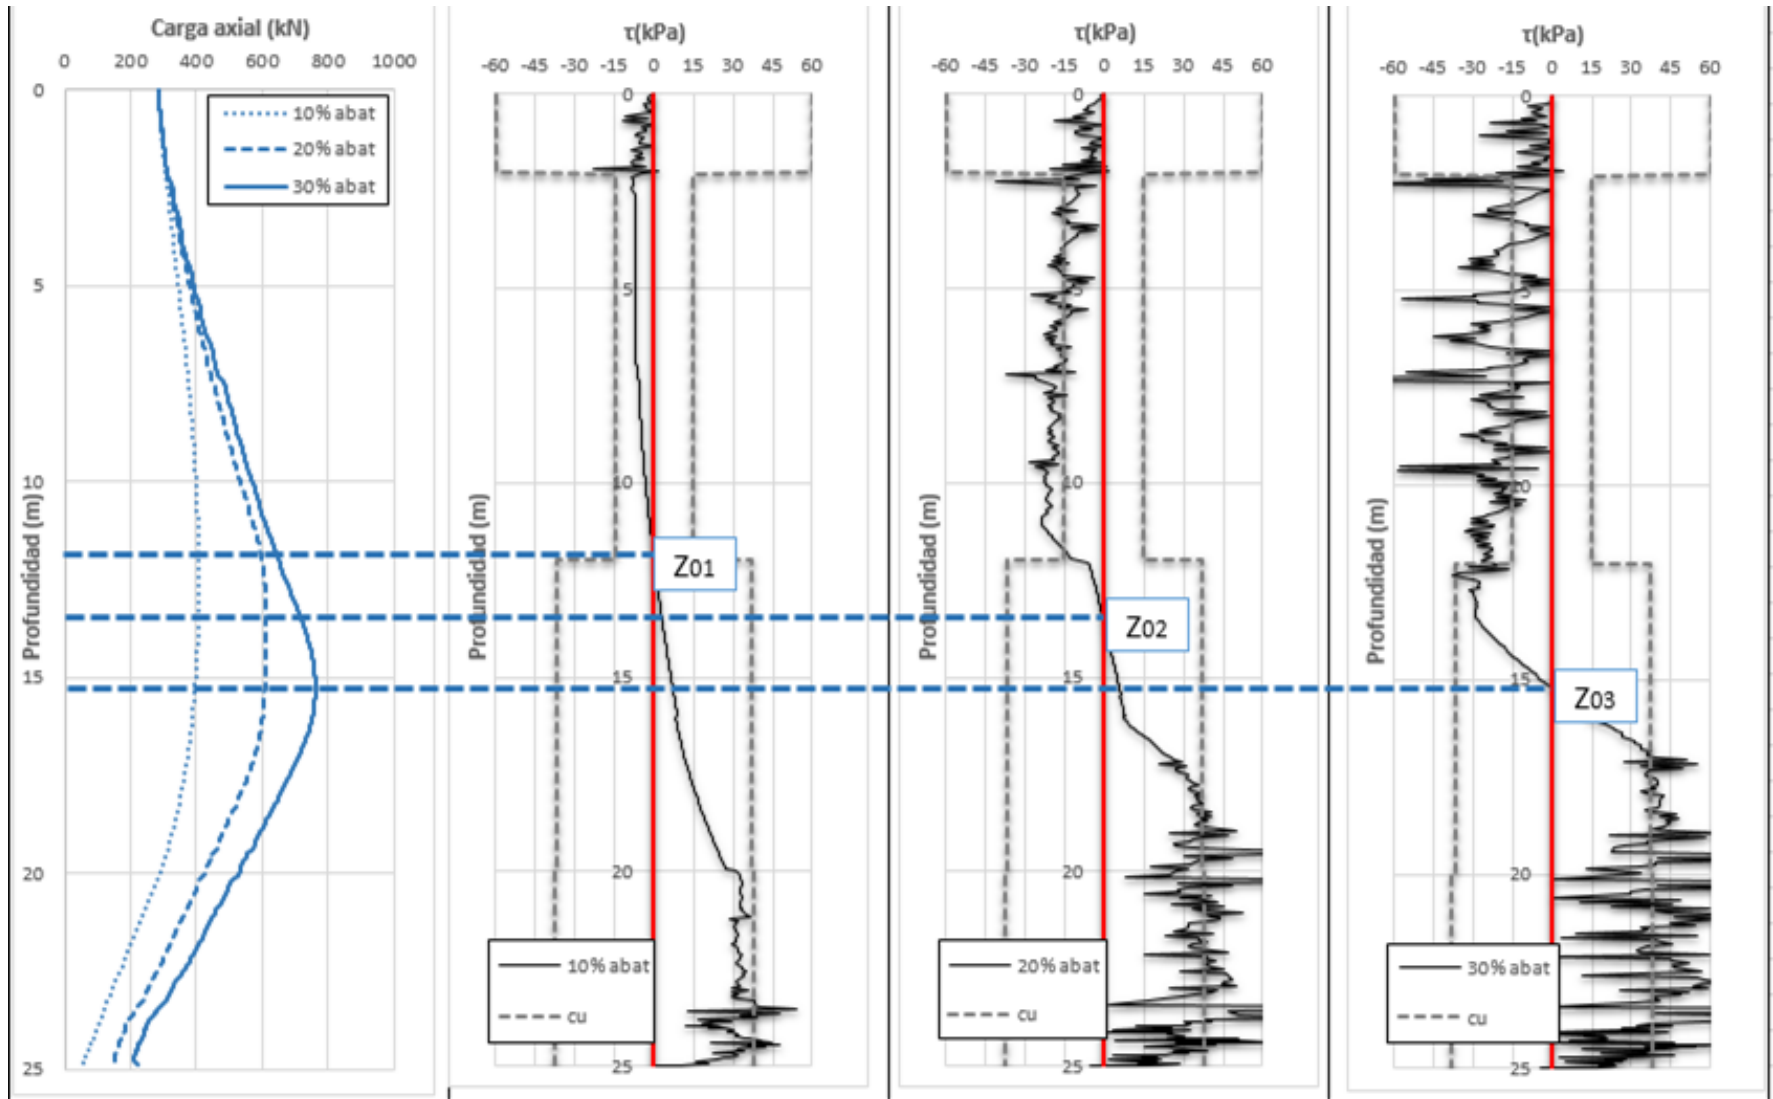 Carga axial (kN)
0 200 400 600 800 1000
0
5
10
15
20
25
Profundidad (m)
10% abat
20% abat
30% abat
τ(kPa)
-60 -45 -30 -15 0 15 30 45 60
0
5
10
15
20
25
Profundidad (m)
Z01
10% abat
cu
τ(kPa)
-60 -45 -30 -15 0 15 30 45 60
0
5
10
15
20
25
Profundidad (m)
Z02
20% abat
cu
τ(kPa)
-60 -45 -30 -15 0 15 30 45 60
0
5
10
15
20
25
Profundidad (m)
Z03
30% abat
cu